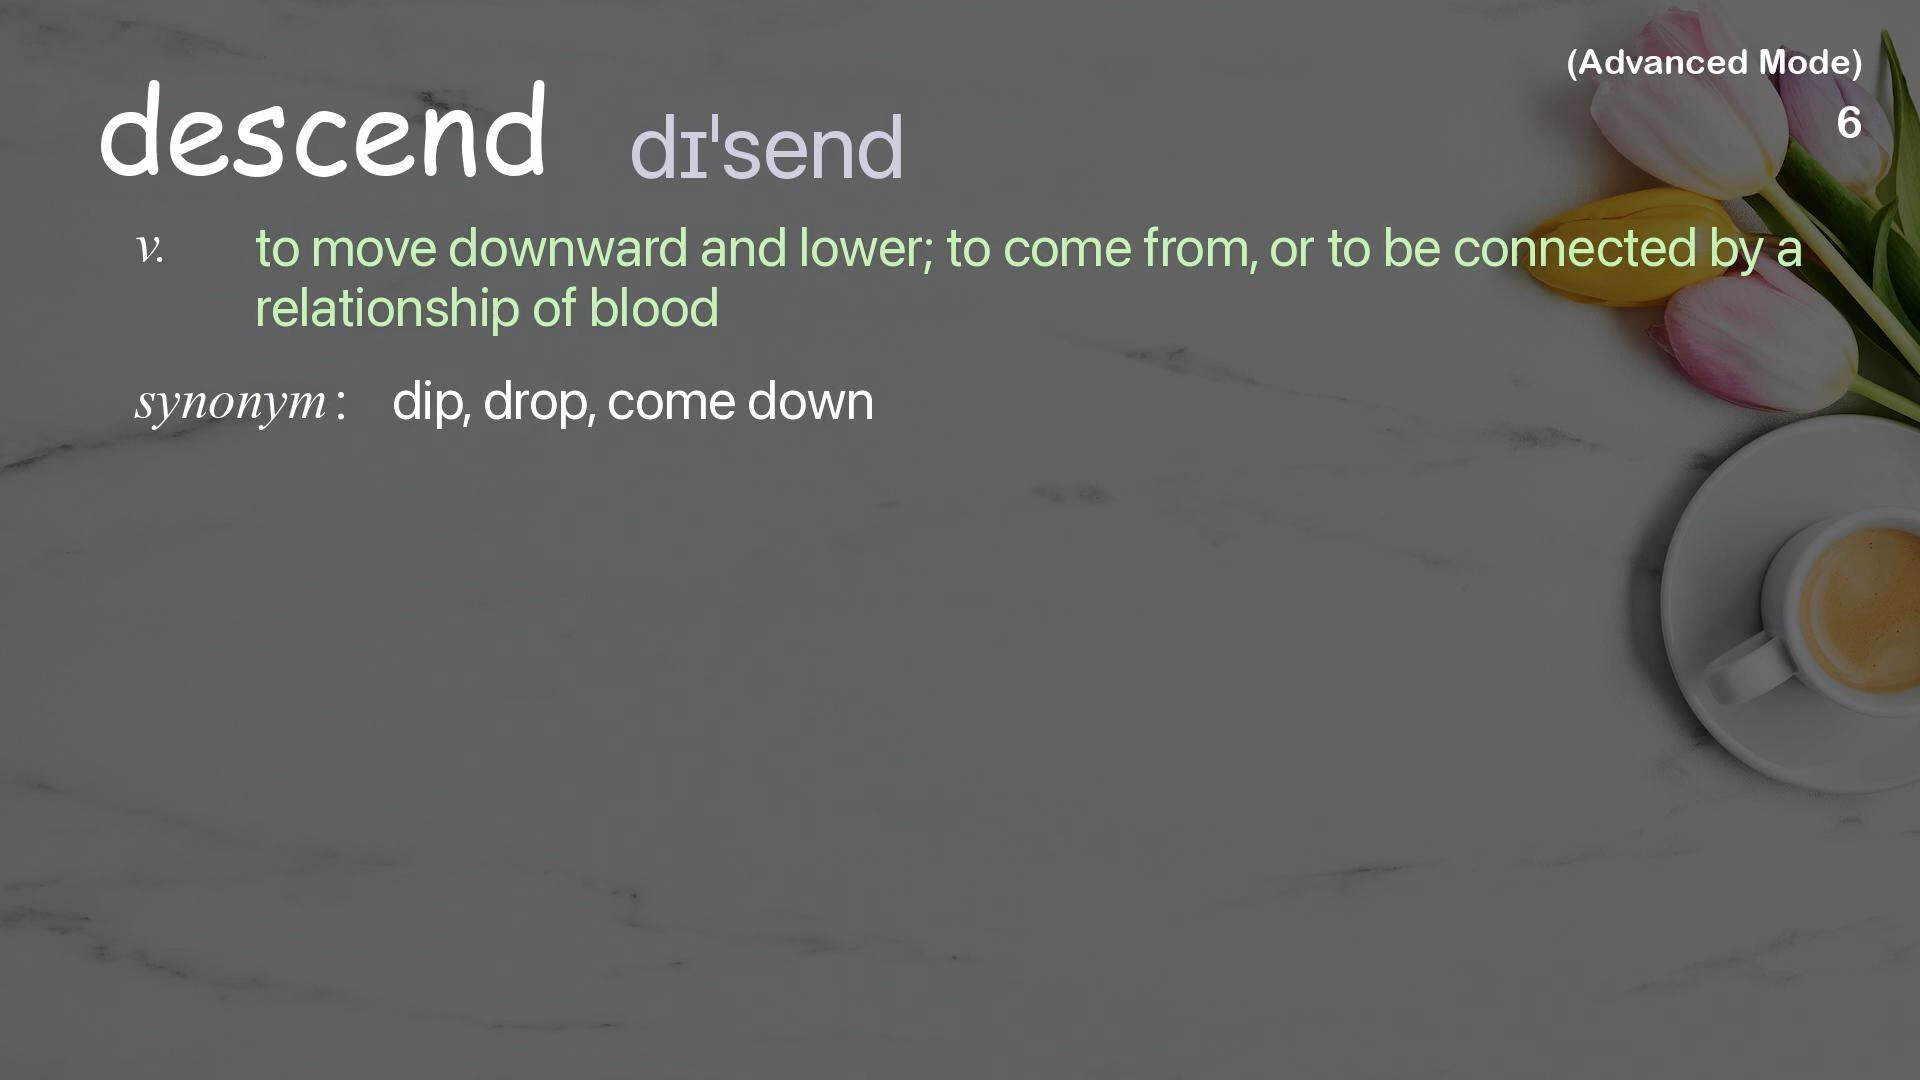 (Advanced Mode)
descend dɪˈsend
6
v. to move downward and lower; to come from, or to be connected by a
relationship of blood
synonym : dip, drop, come down